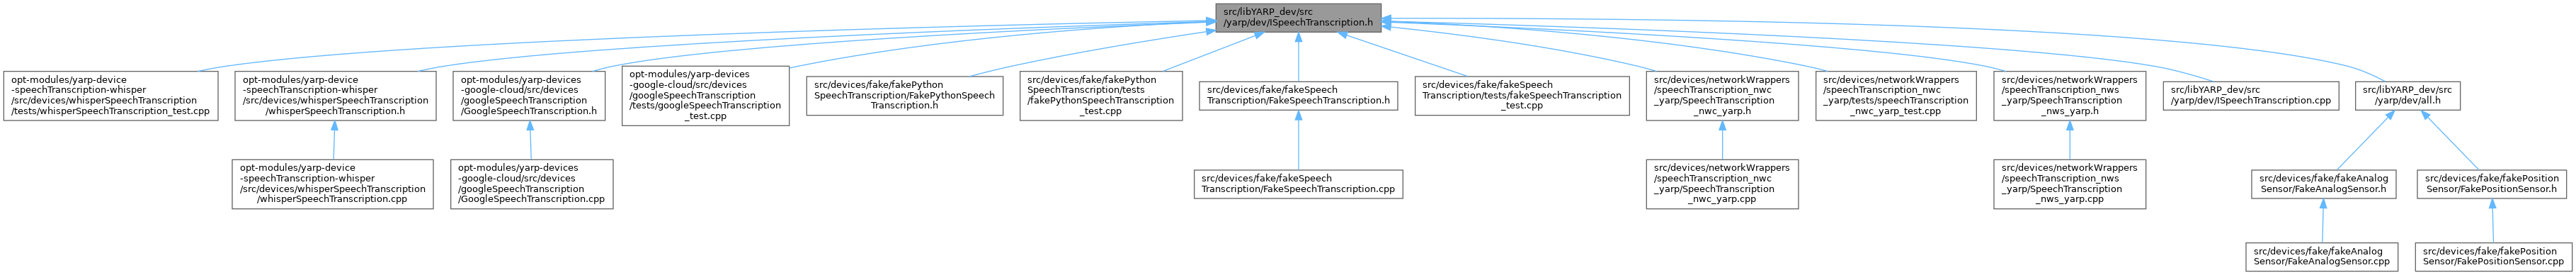 src/libYARP_dev/src
/yarp/dev/ISpeechTranscription.h
opt-modules/yarp-device
-speechTranscription-whisper
/src/devices/whisperSpeechTranscription
/tests/whisperSpeechTranscription_test.cpp
opt-modules/yarp-device
-speechTranscription-whisper
/src/devices/whisperSpeechTranscription
/whisperSpeechTranscription.h
opt-modules/yarp-devices
-google-cloud/src/devices
/googleSpeechTranscription
/GoogleSpeechTranscription.h
opt-modules/yarp-devices
-google-cloud/src/devices
/googleSpeechTranscription
/tests/googleSpeechTranscription
_test.cpp
src/devices/fake/fakePython
SpeechTranscription/FakePythonSpeech
Transcription.h
src/devices/fake/fakePython
SpeechTranscription/tests
/fakePythonSpeechTranscription
_test.cpp
src/devices/fake/fakeSpeech
Transcription/FakeSpeechTranscription.h
src/devices/fake/fakeSpeech
Transcription/tests/fakeSpeechTranscription
_test.cpp
src/devices/networkWrappers
/speechTranscription_nwc
_yarp/SpeechTranscription
_nwc_yarp.h
src/devices/networkWrappers
/speechTranscription_nwc
_yarp/tests/speechTranscription
_nwc_yarp_test.cpp
src/devices/networkWrappers
/speechTranscription_nws
_yarp/SpeechTranscription
_nws_yarp.h
src/libYARP_dev/src
/yarp/dev/ISpeechTranscription.cpp
src/libYARP_dev/src
/yarp/dev/all.h
opt-modules/yarp-device
-speechTranscription-whisper
/src/devices/whisperSpeechTranscription
/whisperSpeechTranscription.cpp
opt-modules/yarp-devices
-google-cloud/src/devices
/googleSpeechTranscription
/GoogleSpeechTranscription.cpp
src/devices/fake/fakeSpeech
Transcription/FakeSpeechTranscription.cpp
src/devices/networkWrappers
/speechTranscription_nwc
_yarp/SpeechTranscription
_nwc_yarp.cpp
src/devices/networkWrappers
/speechTranscription_nws
_yarp/SpeechTranscription
_nws_yarp.cpp
src/devices/fake/fakeAnalog
Sensor/FakeAnalogSensor.h
src/devices/fake/fakePosition
Sensor/FakePositionSensor.h
src/devices/fake/fakeAnalog
Sensor/FakeAnalogSensor.cpp
src/devices/fake/fakePosition
Sensor/FakePositionSensor.cpp